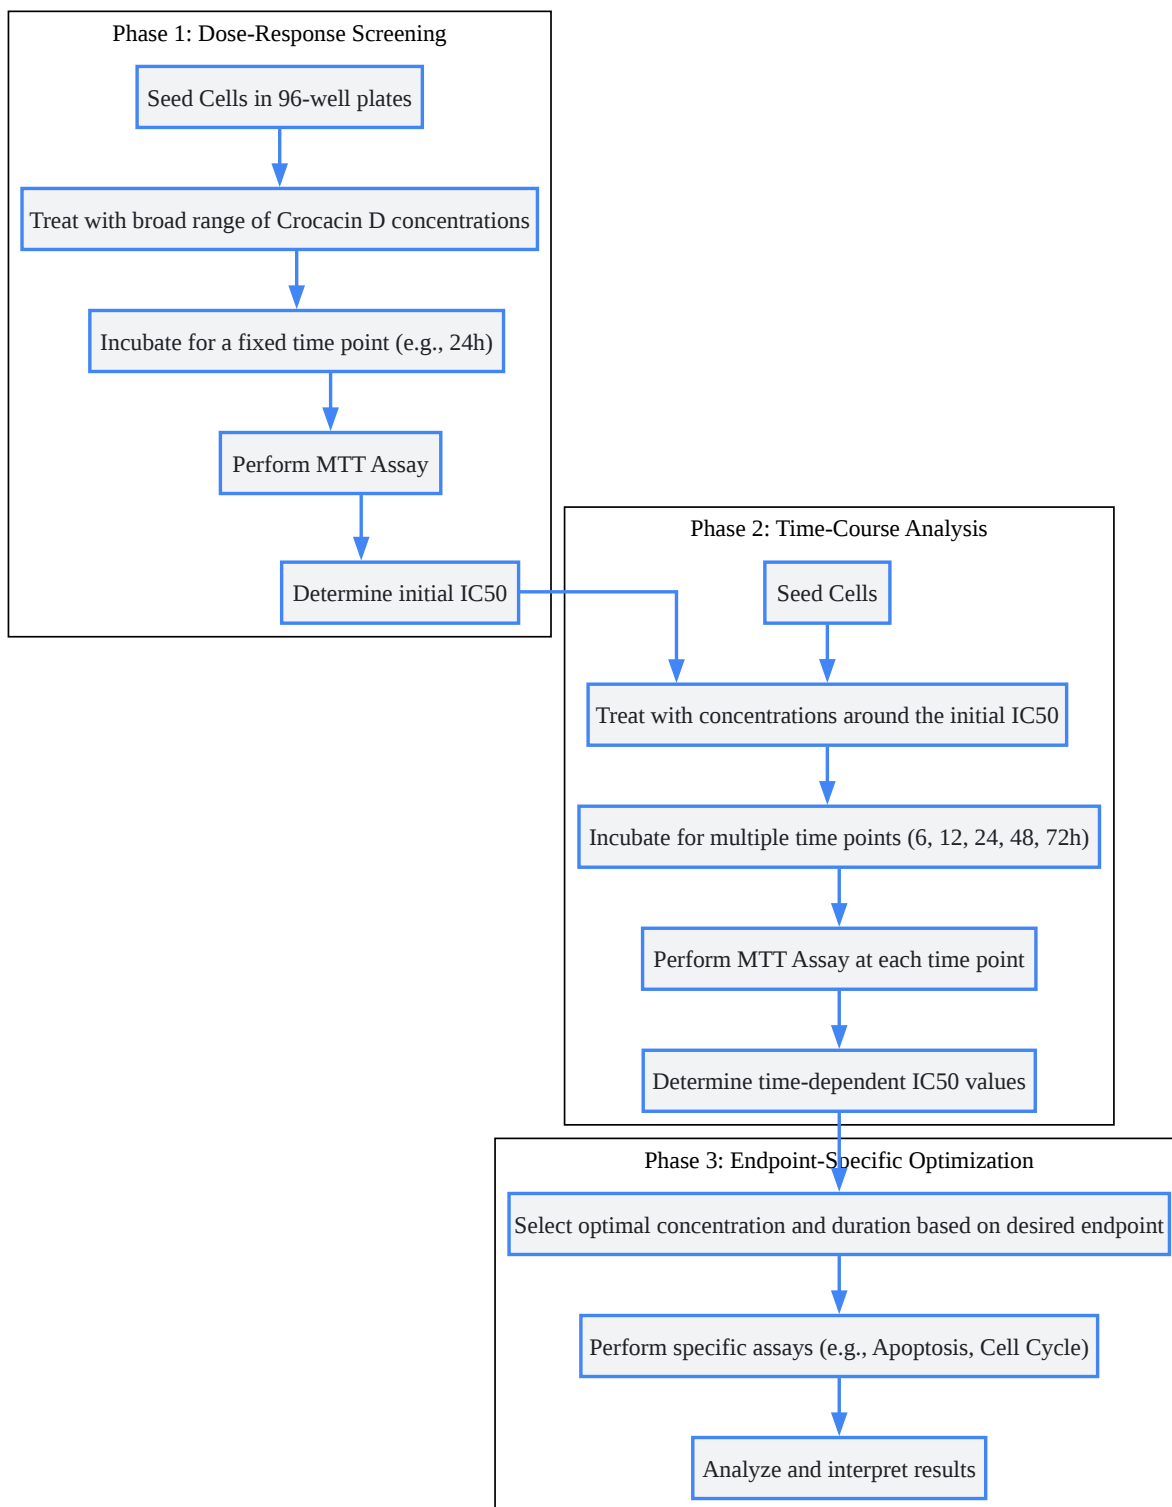 Phase 1: Dose-Response Screening
Seed Cells in 96-well plates
Treat with broad range of Crocacin D concentrations
Incubate for a fixed time point (e.g., 24h)
Perform MTT Assay
Determine initial IC50
Phase 2: Time-Course Analysis
Seed Cells
Treat with concentrations around the initial IC50
Incubate for multiple time points (6, 12, 24, 48, 72h)
Perform MTT Assay at each time point
Determine time-dependent IC50 values
Phase 3: Endpoint-Specific Optimization
Select optimal concentration and duration based on desired endpoint
Perform specific assays (e.g., Apoptosis, Cell Cycle)
Analyze and interpret results